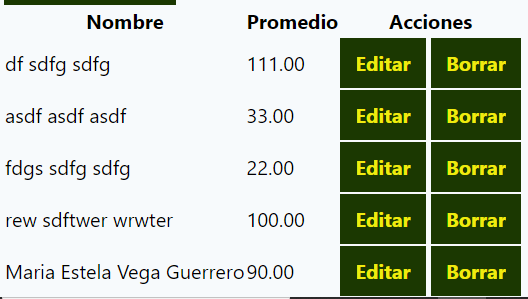 Nombre Promedio Acciones
df sdfg sdfg 111.00 Editar Borrar
asdf asdf asdf 33.00 Editar Borrar
fdgs sdfg sdfg 22.00 Editar Borrar
rew sdftwer wrwter 100.00 Editar Borrar
Maria Estela Vega Guerrero 90.00 Editar Borrar